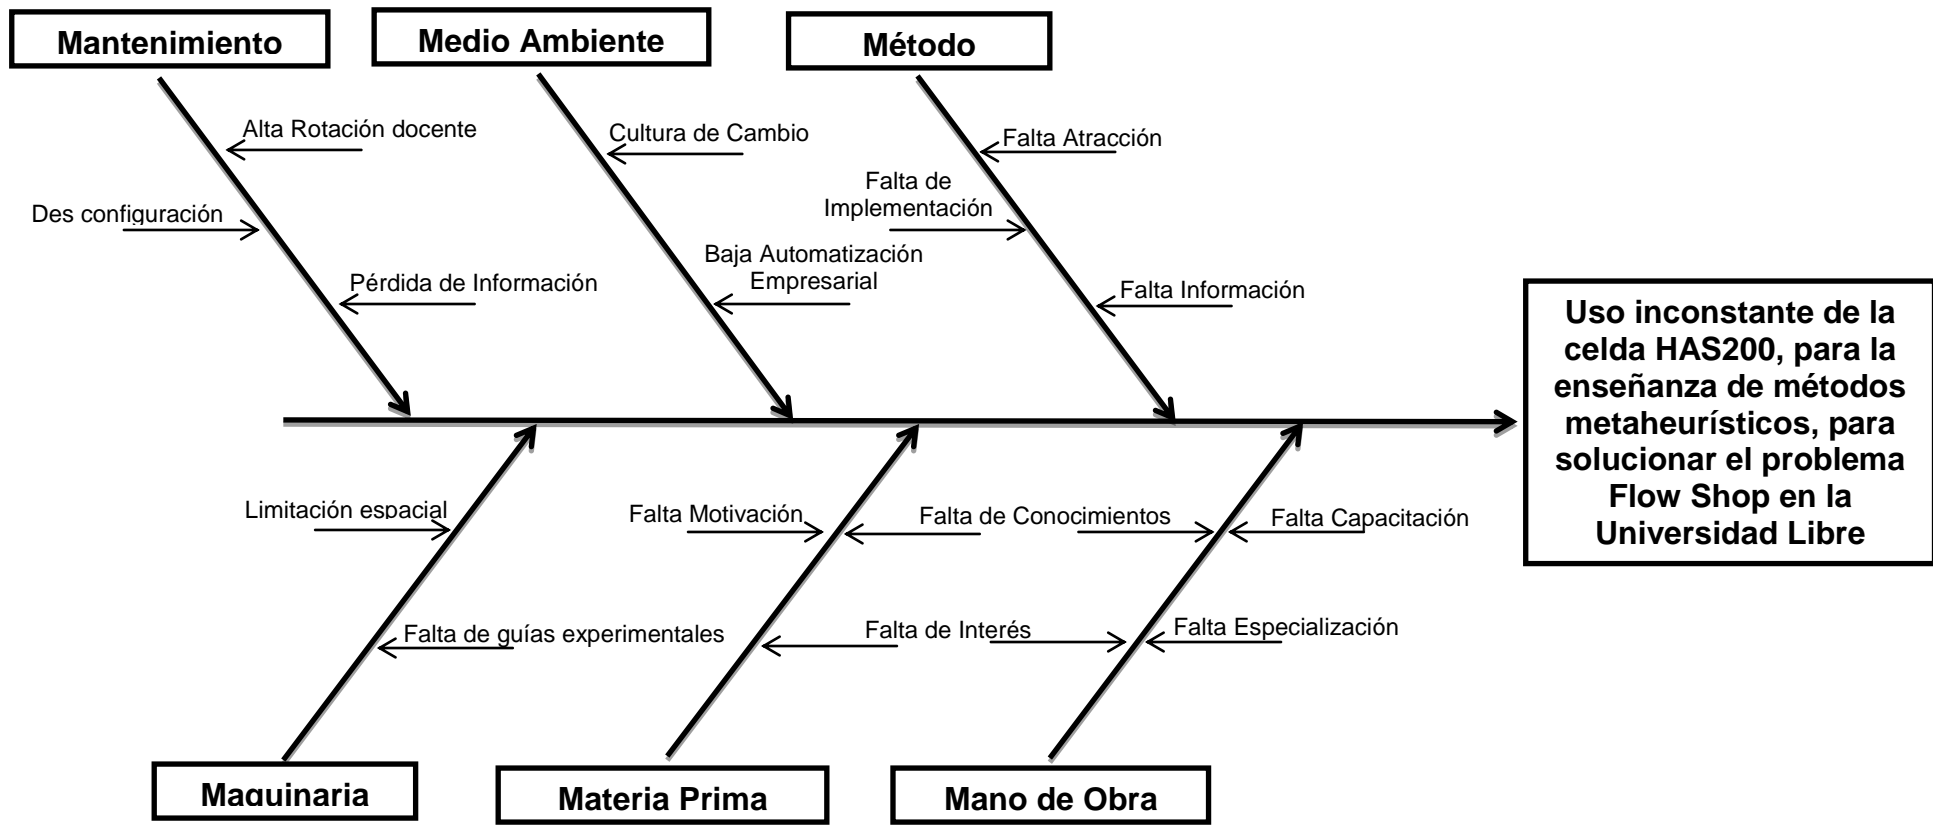 Mantenimiento
Medio Ambiente
Método
Alta Rotación docente
Cultura de Cambio
Falta Atracción
Des configuración
Falta de
Implementación
Pérdida de Información
Baja Automatización
Empresarial
Falta Información
Uso inconstante de la
celda HAS200, para la
enseñanza de métodos
metaheurísticos, para
solucionar el problema
Flow Shop en la
Universidad Libre
Limitación espacial
Falta Motivación
Falta de Conocimientos
Falta Capacitación
Falta de guías experimentales
Falta de Interés
Falta Especialización
Maquinaria
Materia Prima
Mano de Obra